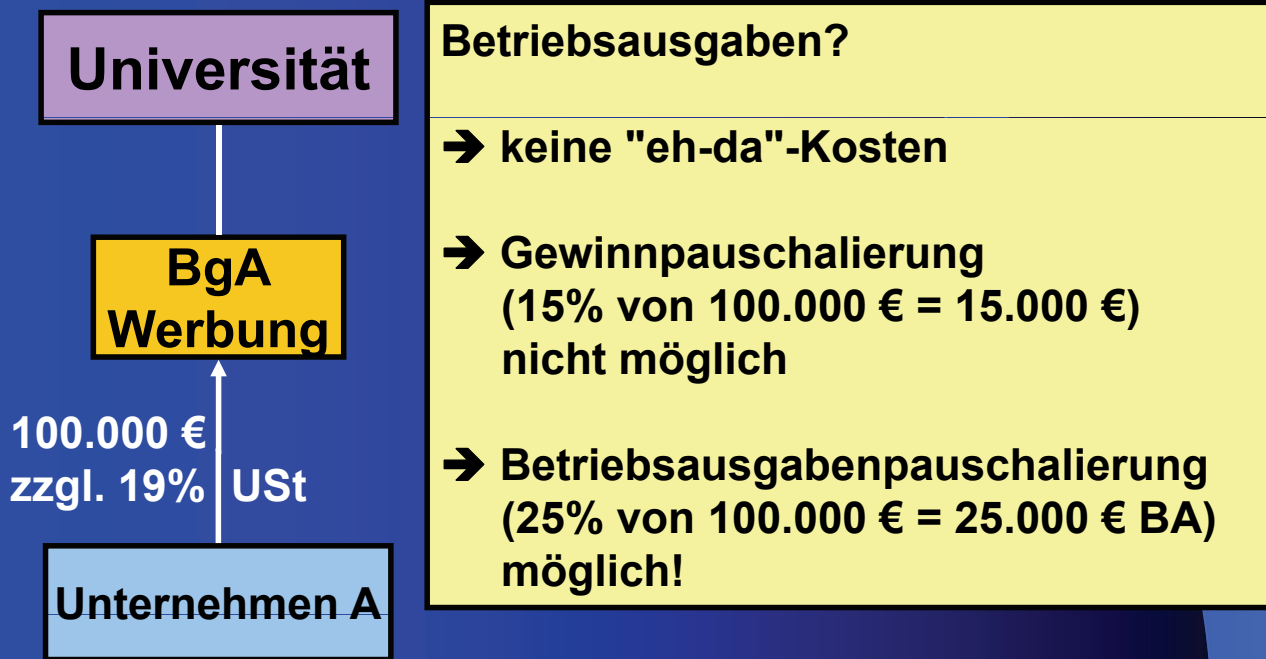 Universität
BgA
Werbung
100.000 €
zzgl. 19% USt
Unternehmen A
Betriebsausgaben?
➔ keine "eh-da"-Kosten
➔ Gewinnpauschalierung
(15% von 100.000 € = 15.000 €)
nicht möglich
➔ Betriebsausgabenpauschalierung
(25% von 100.000 € = 25.000 € BA)
möglich!